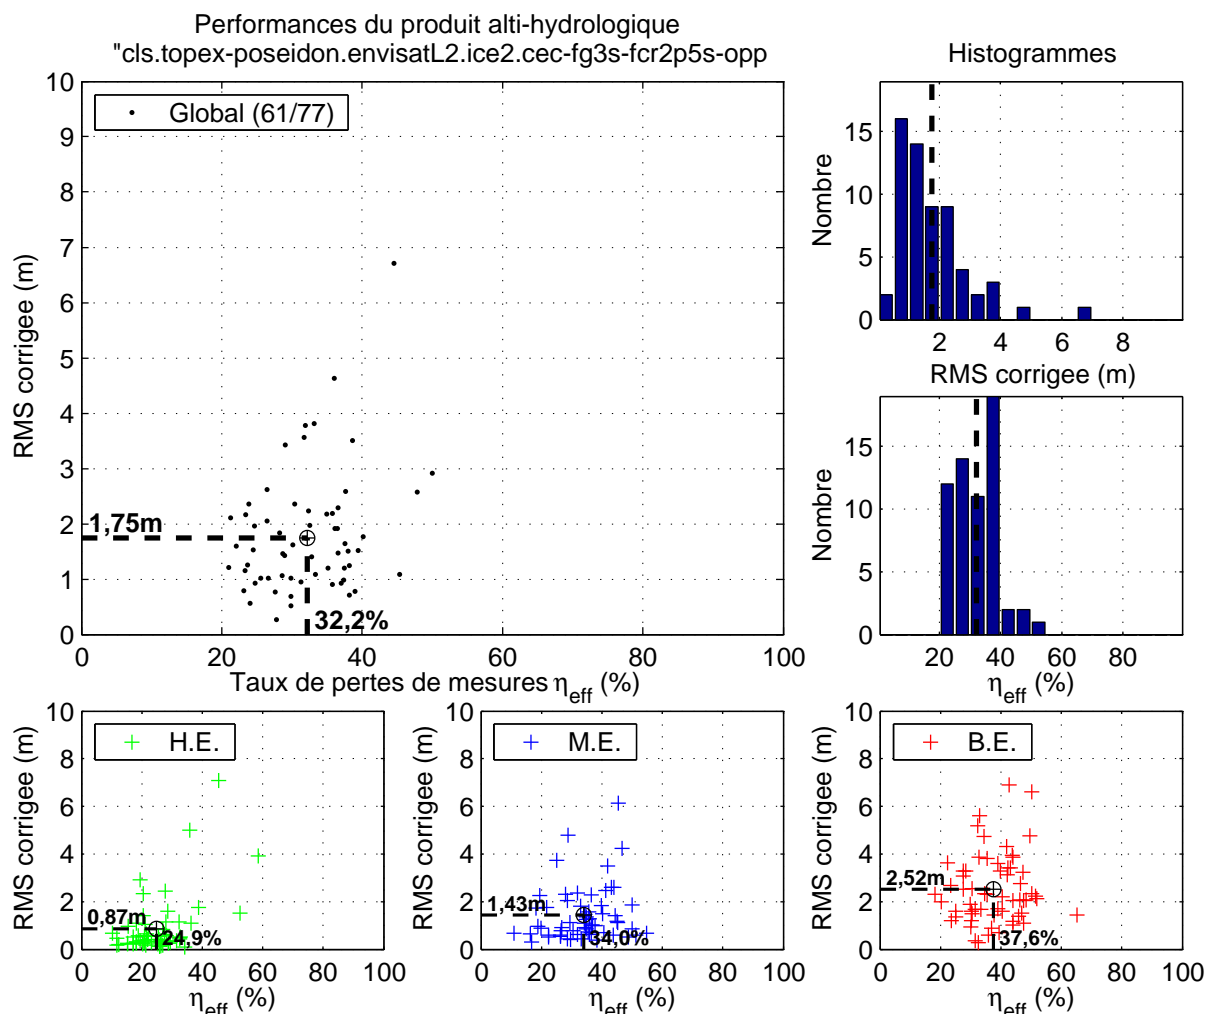 Performances du produit alti-hydrologique
"cls.topex-poseidon.envisatL2.ice2.cec-fg3s-fcr2p5s-opp
Global (61/77)
RMS corrigee (m)
10
9
8
7
6
5
4
3
2
1
0
1,75m
32,2%
0 20 40 60 80 100
Taux de pertes de mesures η_eff (%)
Histogrammes
Nombre
15
10
5
0
2 4 6 8
RMS corrigee (m)
Nombre
15
10
5
0
20 40 60 80 100
η_eff (%)
H.E.
RMS corrigee (m)
10
8
6
4
2
0
0,87m
24,9%
0 20 40 60 80 100
η_eff (%)
M.E.
RMS corrigee (m)
10
8
6
4
2
0
1,43m
34,0%
0 20 40 60 80 100
η_eff (%)
B.E.
RMS corrigee (m)
10
8
6
4
2
0
2,52m
37,6%
0 20 40 60 80 100
η_eff (%)